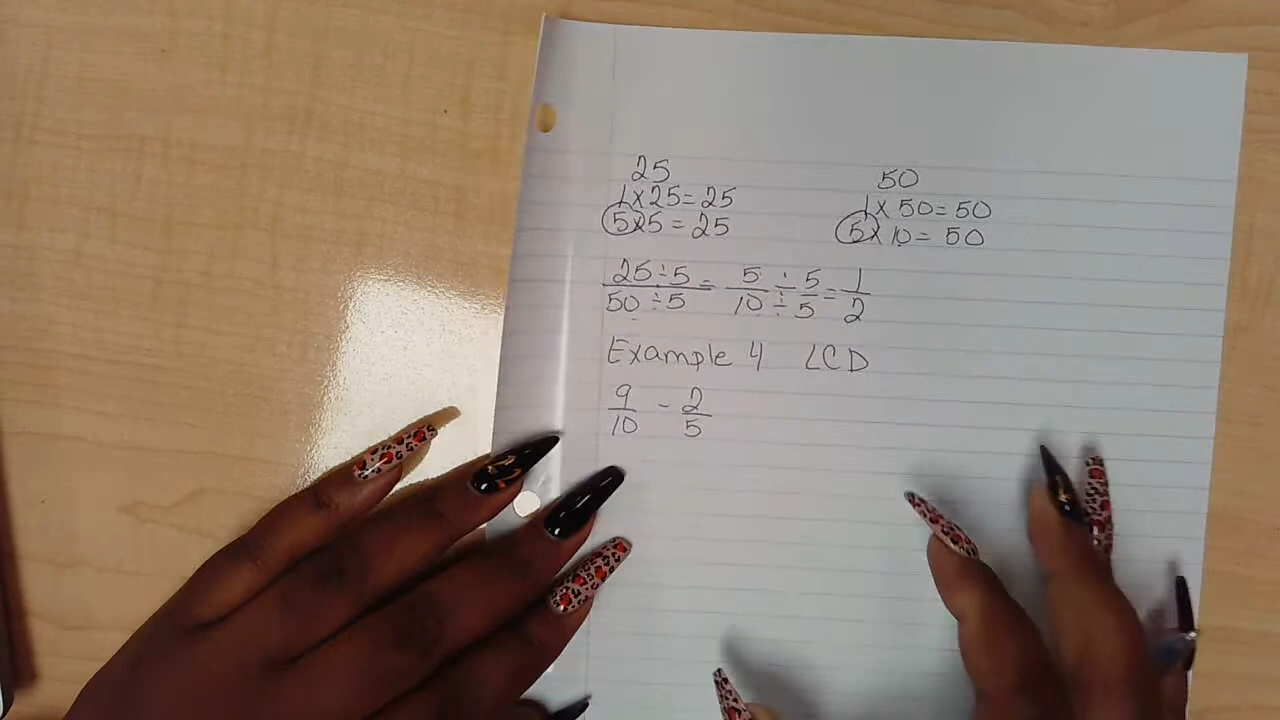 25 50
1x25=25 1x50=50
5x5=25 5x10=50
25÷5/50÷5 = 5/10 ÷ 5/÷ 5 = 1/2
Example 4 LCD
9/10 - 2/5